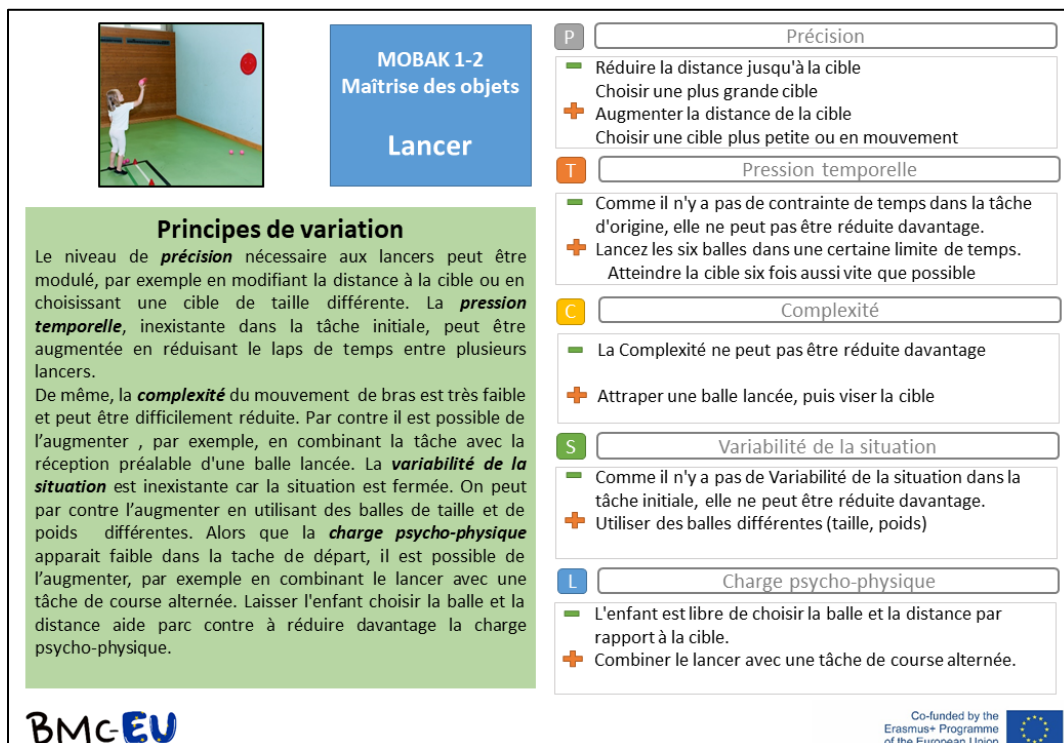 MOBAK 1-2
Maîtrise des objets
Lancer
Principes de variation
Le niveau de précision nécessaire aux lancers peut être
modulé, par exemple en modifiant la distance à la cible ou en
choisissant une cible de taille différente. La pression
temporelle, inexistante dans la tâche initiale, peut être
augmentée en réduisant le laps de temps entre plusieurs
lancers.
De même, la complexité du mouvement de bras est très faible
et peut être difficilement réduite. Par contre il est possible de
l’augmenter , par exemple, en combinant la tâche avec la
réception préalable d'une balle lancée. La variabilité de la
situation est inexistante car la situation est fermée. On peut
par contre l’augmenter en utilisant des balles de taille et de
poids différentes. Alors que la charge psycho-physique
apparait faible dans la tache de départ, il est possible de
l’augmenter, par exemple en combinant le lancer avec une
tâche de course alternée. Laisser l'enfant choisir la balle et la
distance aide parc contre à réduire davantage la charge
psycho-physique.
P Précision
Réduire la distance jusqu'à la cible
Choisir une plus grande cible
Augmenter la distance de la cible
Choisir une cible plus petite ou en mouvement
T Pression temporelle
Comme il n'y a pas de contrainte de temps dans la tâche
d'origine, elle ne peut pas être réduite davantage.
Lancez les six balles dans une certaine limite de temps.
Atteindre la cible six fois aussi vite que possible
C Complexité
La Complexité ne peut pas être réduite davantage
Attraper une balle lancée, puis viser la cible
S Variabilité de la situation
Comme il n'y a pas de Variabilité de la situation dans la
tâche initiale, elle ne peut être réduite davantage.
Utiliser des balles différentes (taille, poids)
L Charge psycho-physique
L'enfant est libre de choisir la balle et la distance par
rapport à la cible.
Combiner le lancer avec une tâche de course alternée.
BMC-EU
Co-funded by the
Erasmus+ Programme
of the European Union